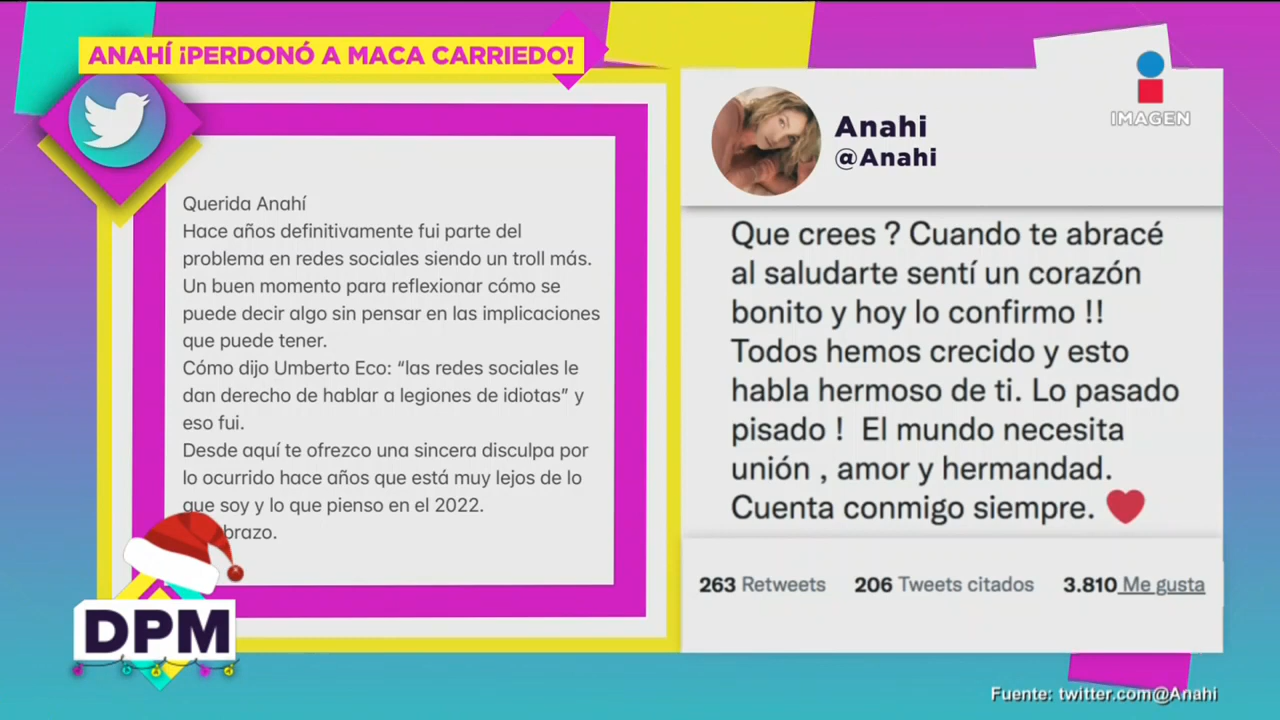 ANAHÍ ¡PERDONÓ A MACA CARRIEDO!
IMAGEN
Querida Anahí
Hace años definitivamente fui parte del
problema en redes sociales siendo un troll más.
Un buen momento para reflexionar cómo se
puede decir algo sin pensar en las implicaciones
que puede tener.
Cómo dijo Umberto Eco: “las redes sociales le
dan derecho de hablar a legiones de idiotas” y
eso fui.
Desde aquí te ofrezco una sincera disculpa por
lo ocurrido hace años que está muy lejos de lo
que soy y lo que pienso en el 2022.
brazo.
Anahi
@Anahi
Que crees ? Cuando te abracé
al saludarte sentí un corazón
bonito y hoy lo confirmo !!
Todos hemos crecido y esto
habla hermoso de ti. Lo pasado
pisado !  El mundo necesita
unión , amor y hermandad.
Cuenta conmigo siempre. ❤️
263 Retweets 206 Tweets citados 3.810 Me gusta
DPM
Fuente: twitter.com@Anahi